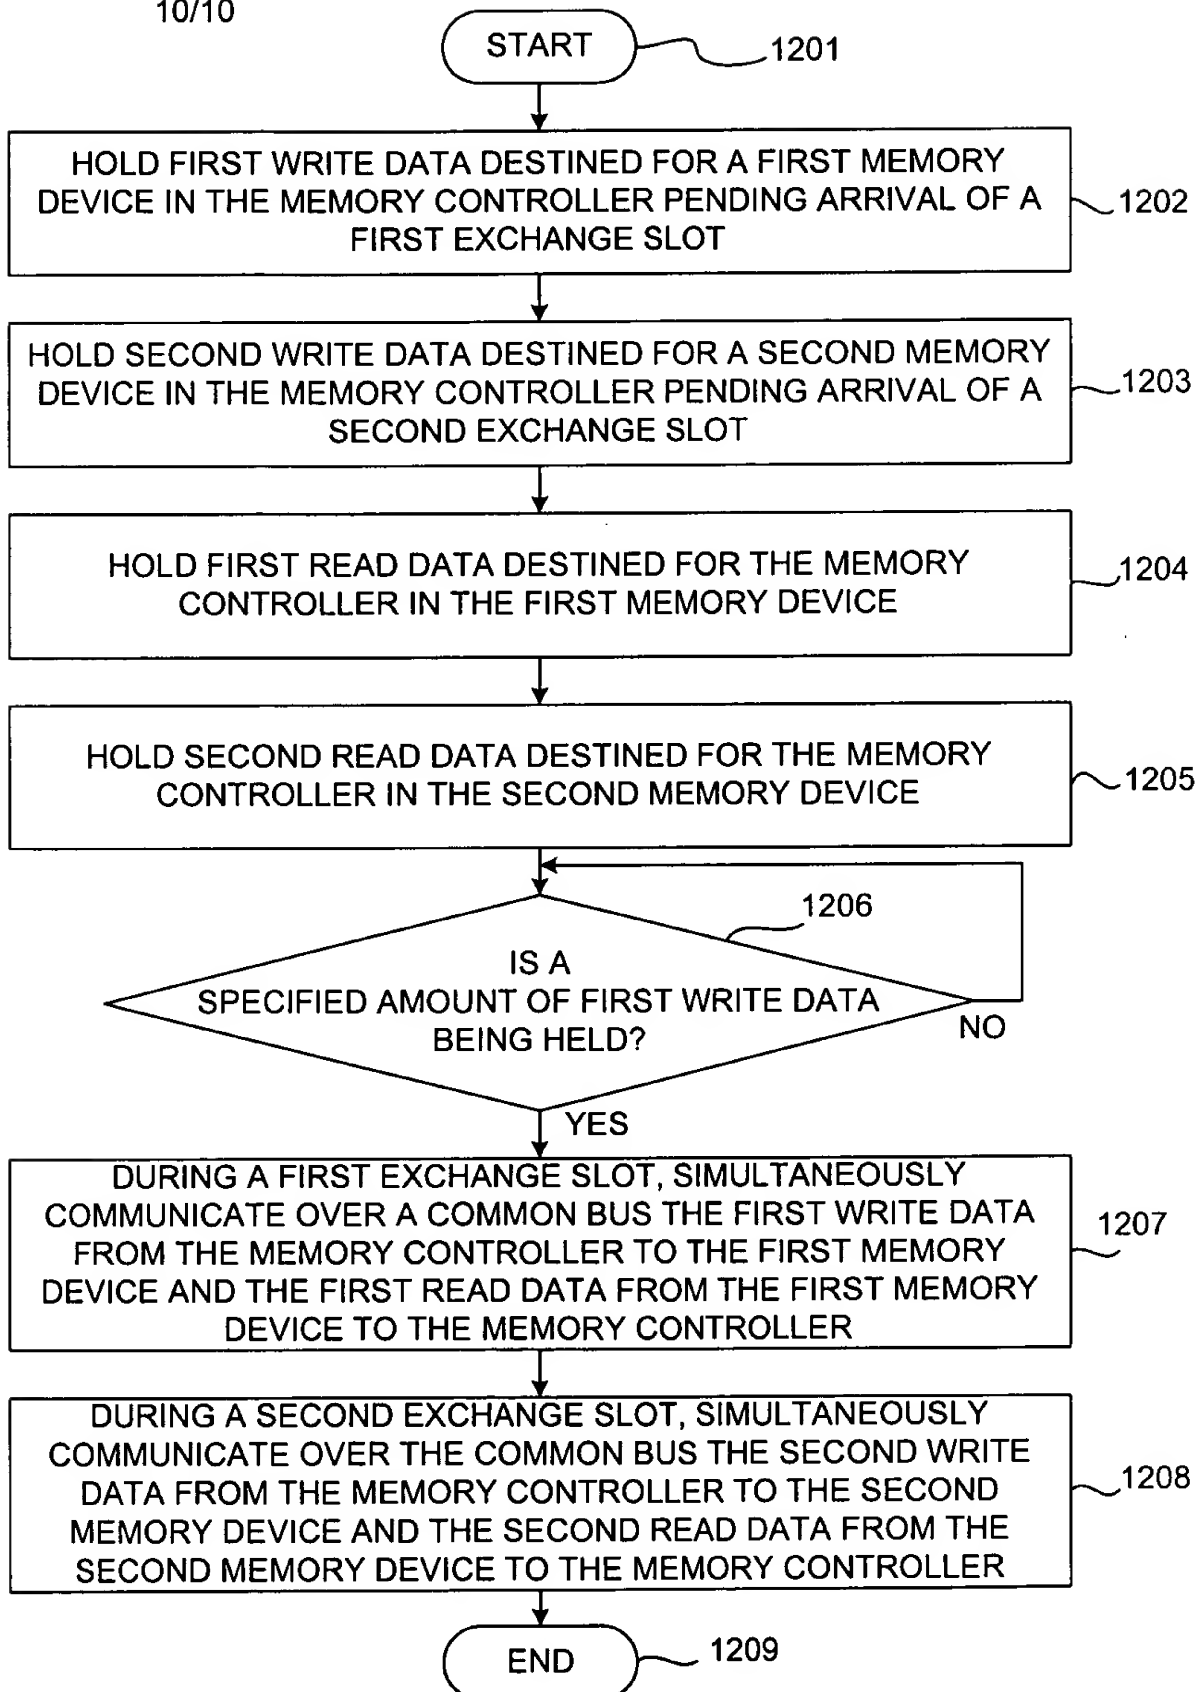 10/10
START
1201
HOLD FIRST WRITE DATA DESTINED FOR A FIRST MEMORY
DEVICE IN THE MEMORY CONTROLLER PENDING ARRIVAL OF A
FIRST EXCHANGE SLOT
1202
HOLD SECOND WRITE DATA DESTINED FOR A SECOND MEMORY
DEVICE IN THE MEMORY CONTROLLER PENDING ARRIVAL OF A
SECOND EXCHANGE SLOT
1203
HOLD FIRST READ DATA DESTINED FOR THE MEMORY
CONTROLLER IN THE FIRST MEMORY DEVICE
1204
HOLD SECOND READ DATA DESTINED FOR THE MEMORY
CONTROLLER IN THE SECOND MEMORY DEVICE
1205
1206
IS A
SPECIFIED AMOUNT OF FIRST WRITE DATA
BEING HELD?
NO
YES
DURING A FIRST EXCHANGE SLOT, SIMULTANEOUSLY
COMMUNICATE OVER A COMMON BUS THE FIRST WRITE DATA
FROM THE MEMORY CONTROLLER TO THE FIRST MEMORY
DEVICE AND THE FIRST READ DATA FROM THE FIRST MEMORY
DEVICE TO THE MEMORY CONTROLLER
1207
DURING A SECOND EXCHANGE SLOT, SIMULTANEOUSLY
COMMUNICATE OVER THE COMMON BUS THE SECOND WRITE
DATA FROM THE MEMORY CONTROLLER TO THE SECOND
MEMORY DEVICE AND THE SECOND READ DATA FROM THE
SECOND MEMORY DEVICE TO THE MEMORY CONTROLLER
1208
END
1209